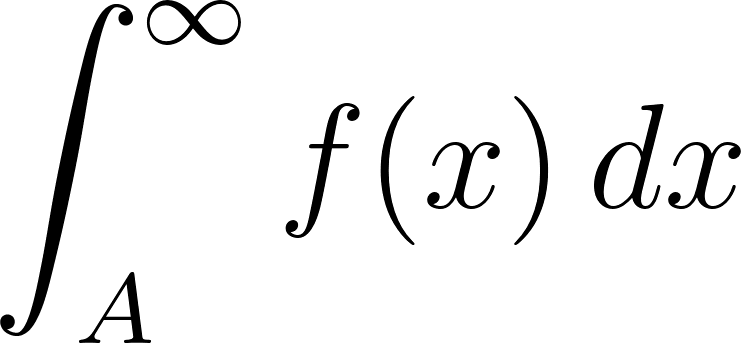 ∫_A^∞ f(x) dx